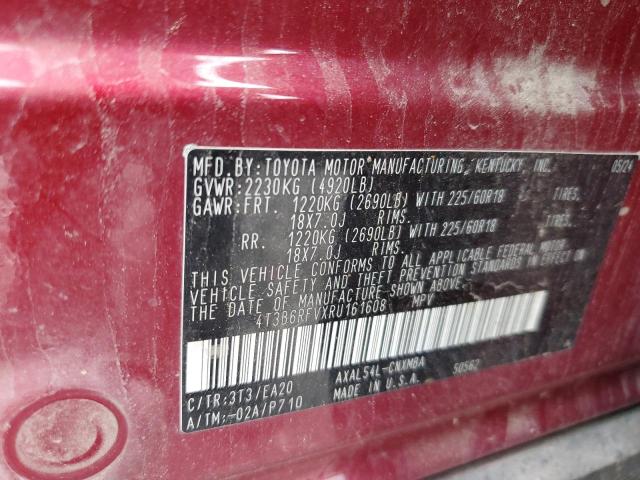 MFD. BY: TOYOTA MOTOR MANUFACTURING, KENTUCKY, INC. 05/24
GVWR: 2230KG (4920LB)
GAWR: FRT. 1220KG (2690LB) WITH 225/60R18 TIRES,
18X7.0J RIMS.
RR. 1220KG (2690LB) WITH 225/60R18 TIRES,
18X7.0J RIMS.
THIS VEHICLE CONFORMS TO ALL APPLICABLE FEDERAL MOTOR
VEHICLE SAFETY AND THEFT PREVENTION STANDARDS IN EFFECT ON
THE DATE OF MANUFACTURE SHOWN ABOVE.
4T3B6RFVXRU161608 MPV
C/TR: 3T3/EA20 AXAL54L-CNXMBA 50562
A/TM: -02A/P710 MADE IN U.S.A.